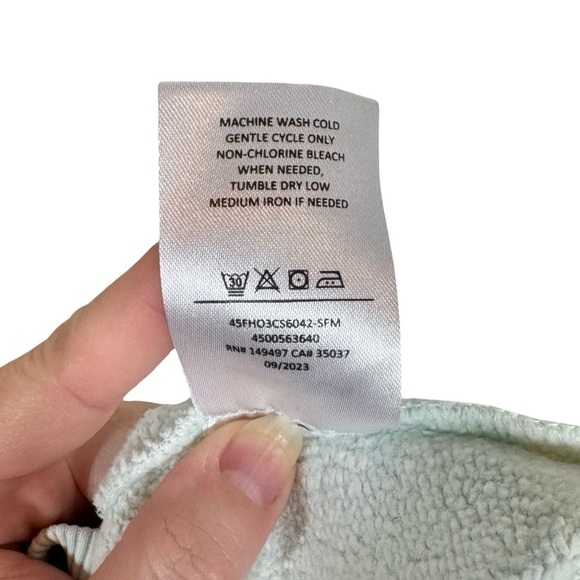 MACHINE WASH COLD
GENTLE CYCLE ONLY
NON-CHLORINE BLEACH
WHEN NEEDED,
TUMBLE DRY LOW
MEDIUM IRON IF NEEDED
30
45FHO3CS6042-SFM
4500563640
RN# 149497 CA# 35037
09/2023